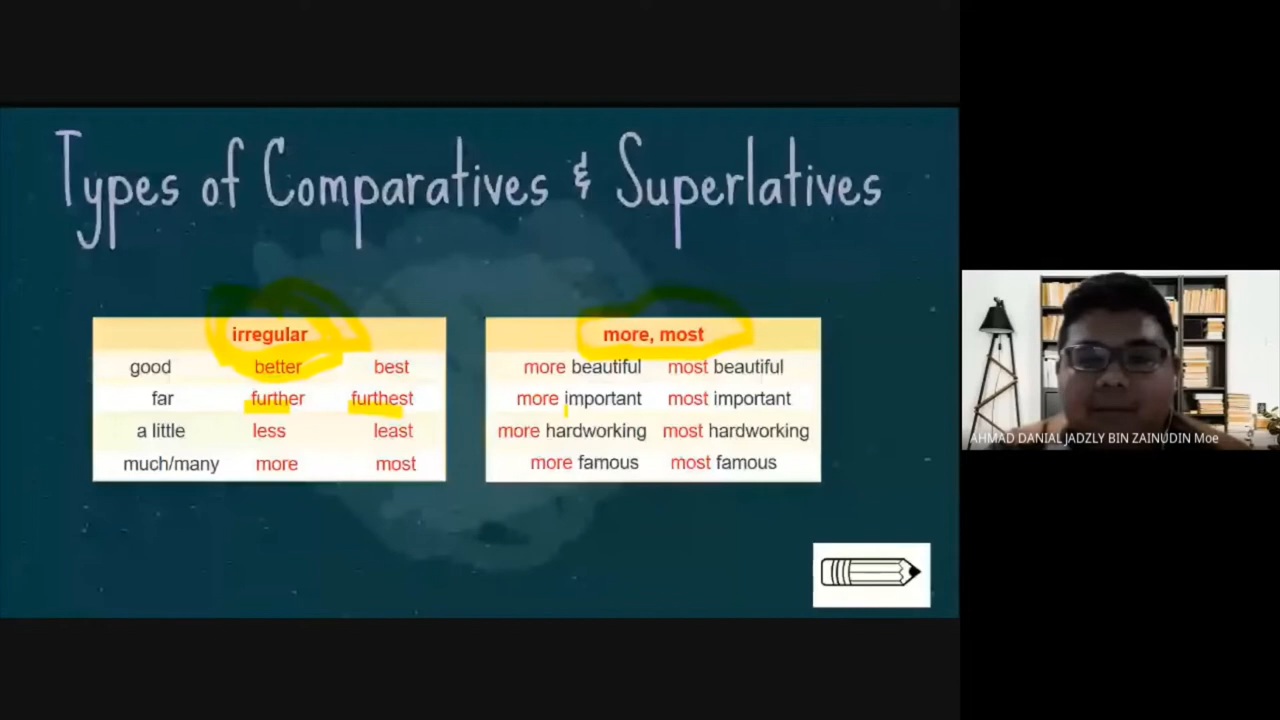 Types of Comparatives & Superlatives
irregular
good better best
far further furthest
a little less least
much/many more most
more, most
more beautiful most beautiful
more important most important
more hardworking most hardworking
more famous most famous
AHMAD DANIAL JADZLY BIN ZAINUDIN Moe